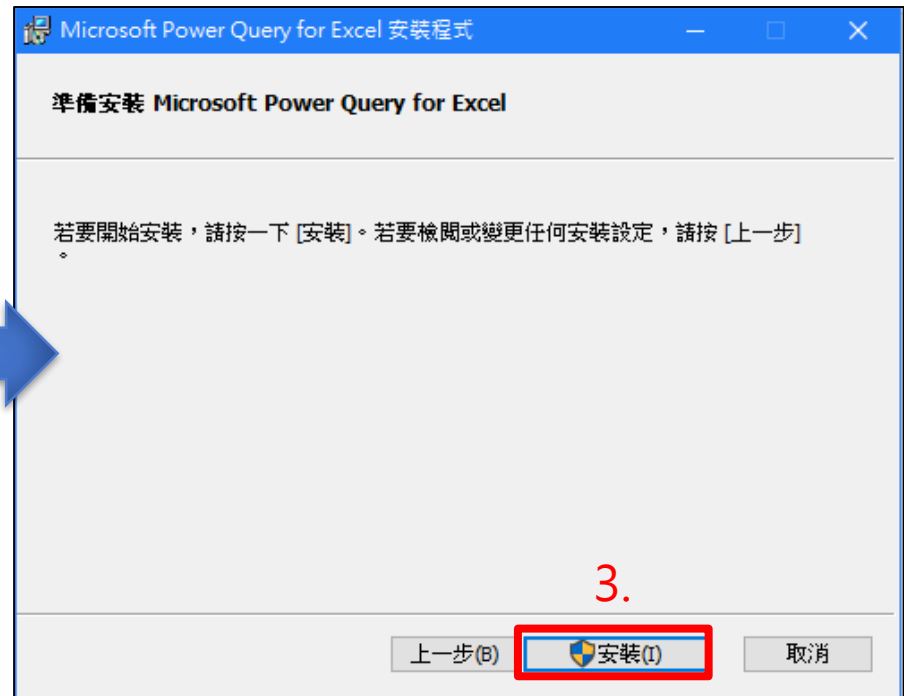 Microsoft Power Query for Excel 安裝程式
準備安裝 Microsoft Power Query for Excel
若要開始安裝，請按一下 [安裝]。若要檢閱或變更任何安裝設定，請按 [上一步]
。
3.
上一步(B) 安裝(I) 取消